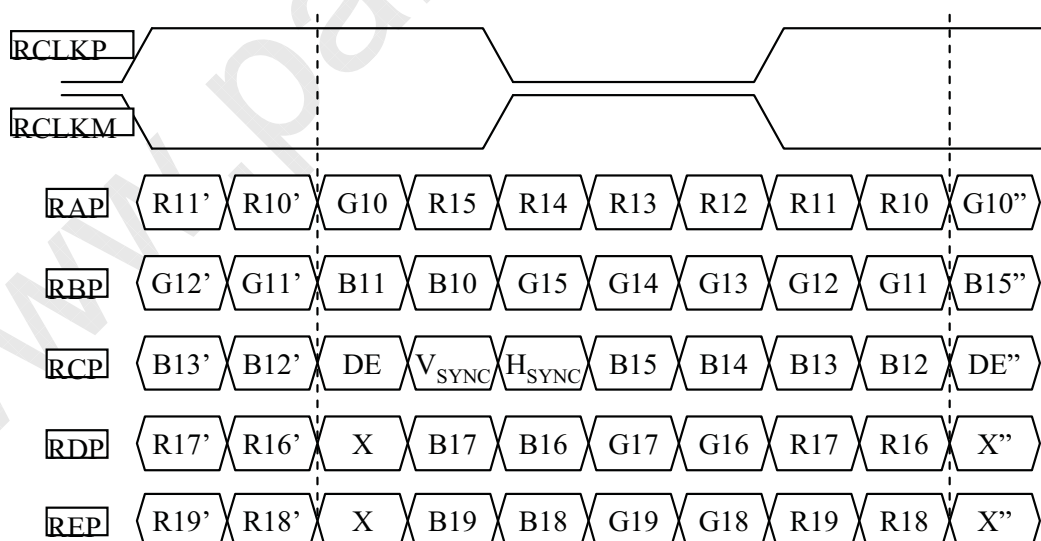 RCLKP
RCLKM
RAP R11’ R10’ G10 R15 R14 R13 R12 R11 R10 G10”
RBP G12’ G11’ B11 B10 G15 G14 G13 G12 G11 B15”
RCP B13’ B12’ DE VSYNC HSYNC B15 B14 B13 B12 DE”
RDP R17’ R16’ X B17 B16 G17 G16 R17 R16 X”
REP R19’ R18’ X B19 B18 G19 G18 R19 R18 X”